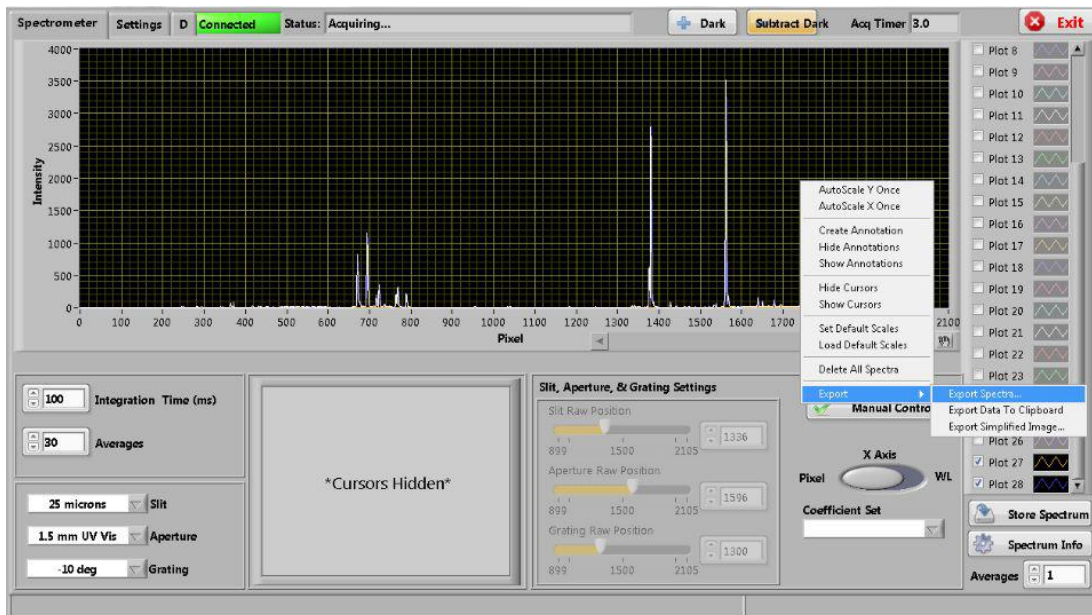 Spectrometer Settings D Connected Status: Acquiring... Dark Subtract Dark Acq Timer 3.0 Exit
4000
3500
3000
2500
2000
1500
1000
500
0
Intensity
0 100 200 300 400 500 600 700 800 900 1000 1100 1200 1300 1400 1500 1600 1700 2100
Pixel
AutoScale Y Once
AutoScale X Once
Create Annotation
Hide Annotations
Show Annotations
Hide Cursors
Show Cursors
Set Default Scales
Load Default Scales
Delete All Spectra
Export
Export Spectra...
Export Data To Clipboard
Export Simplified Image...
Plot 8
Plot 9
Plot 10
Plot 11
Plot 12
Plot 13
Plot 14
Plot 15
Plot 16
Plot 17
Plot 18
Plot 19
Plot 20
Plot 21
Plot 22
Plot 23
Plot 26
Plot 27
Plot 28
100 Integration Time (ms)
30 Averages
25 microns Slit
1.5 mm UV Vis Aperture
-10 deg Grating
*Cursors Hidden*
Slit, Aperture, & Grating Settings
Slit Raw Position
899 1500 2105 1336
Aperture Raw Position
899 1500 2105 1596
Grating Raw Position
899 1500 2105 1300
Manual Contro
X Axis
Pixel WL
Coefficient Set
Store Spectrum
Spectrum Info
Averages 1